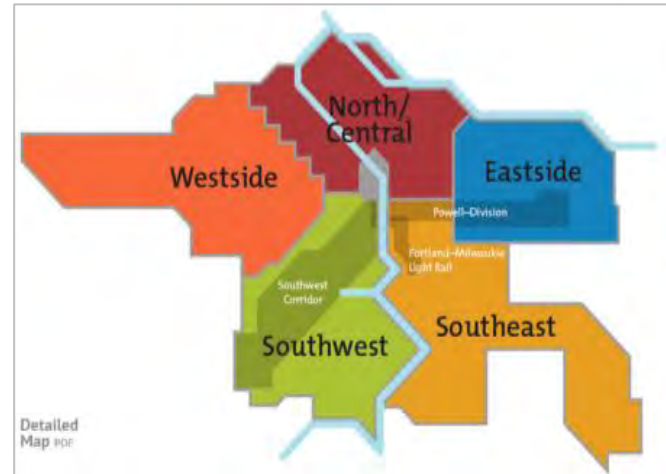 North/
Central
Westside
Eastside
Powell–Division
Portland–Milwaukie
Light Rail
Southwest
Corridor
Southeast
Southwest
Detailed
Map PDF